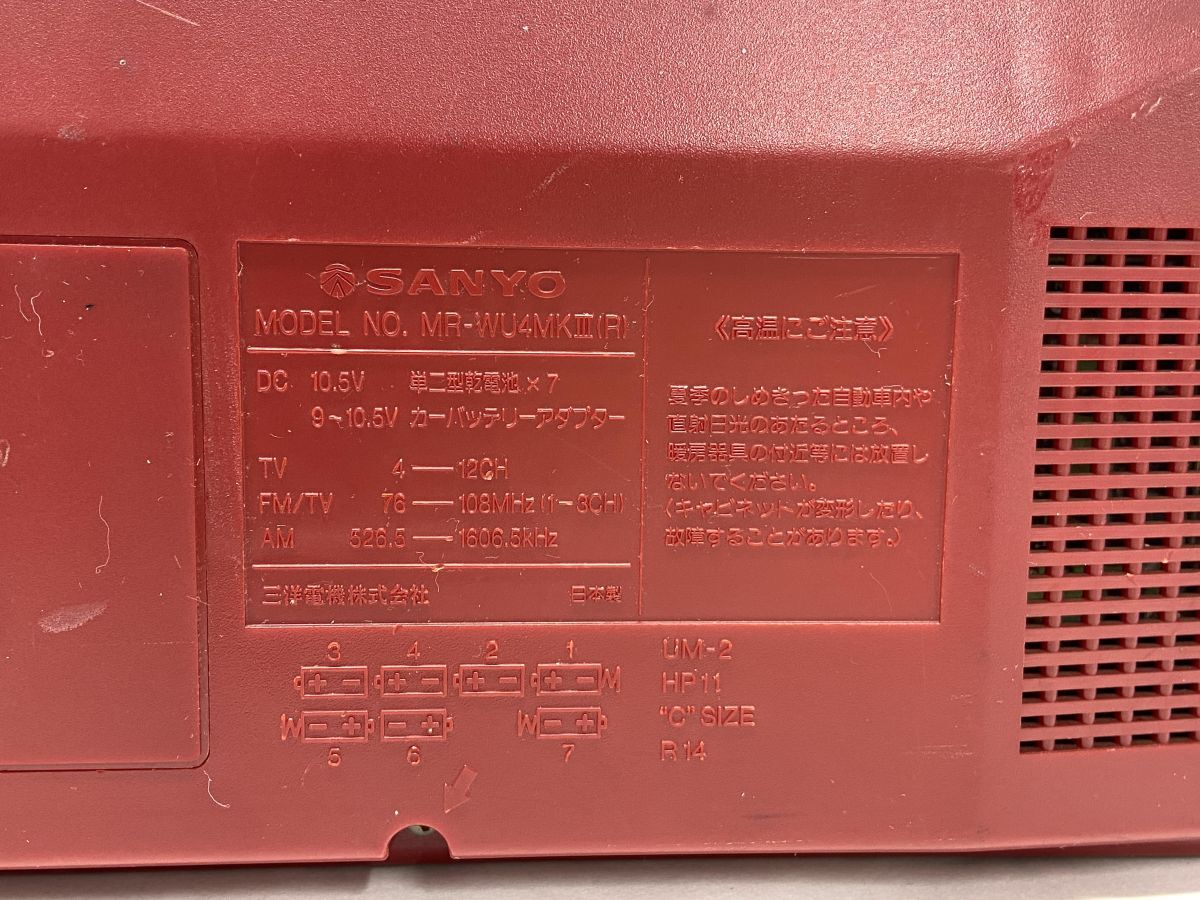 SANYO
MODEL NO. MR-WU4MKⅢ(R)
DC 10.5V 単二型乾電池×7
9~10.5V カーバッテリーアダプター
TV 4──12CH
FM/TV 76──108MHz(1-3CH)
AM 526.5──1606.5kHz
三洋電機株式会社 日本製
《高温にご注意》
夏季のしめきった自動車内や
直射日光のあたるところ、
暖房器具の付近等には放置し
ないでください。
(キャビネットが変形したり、
故障することがあります。)
3 4 2 1
+ - - + + - + -
- + - + - +
5 6 7
UM-2
HP11
"C" SIZE
R14